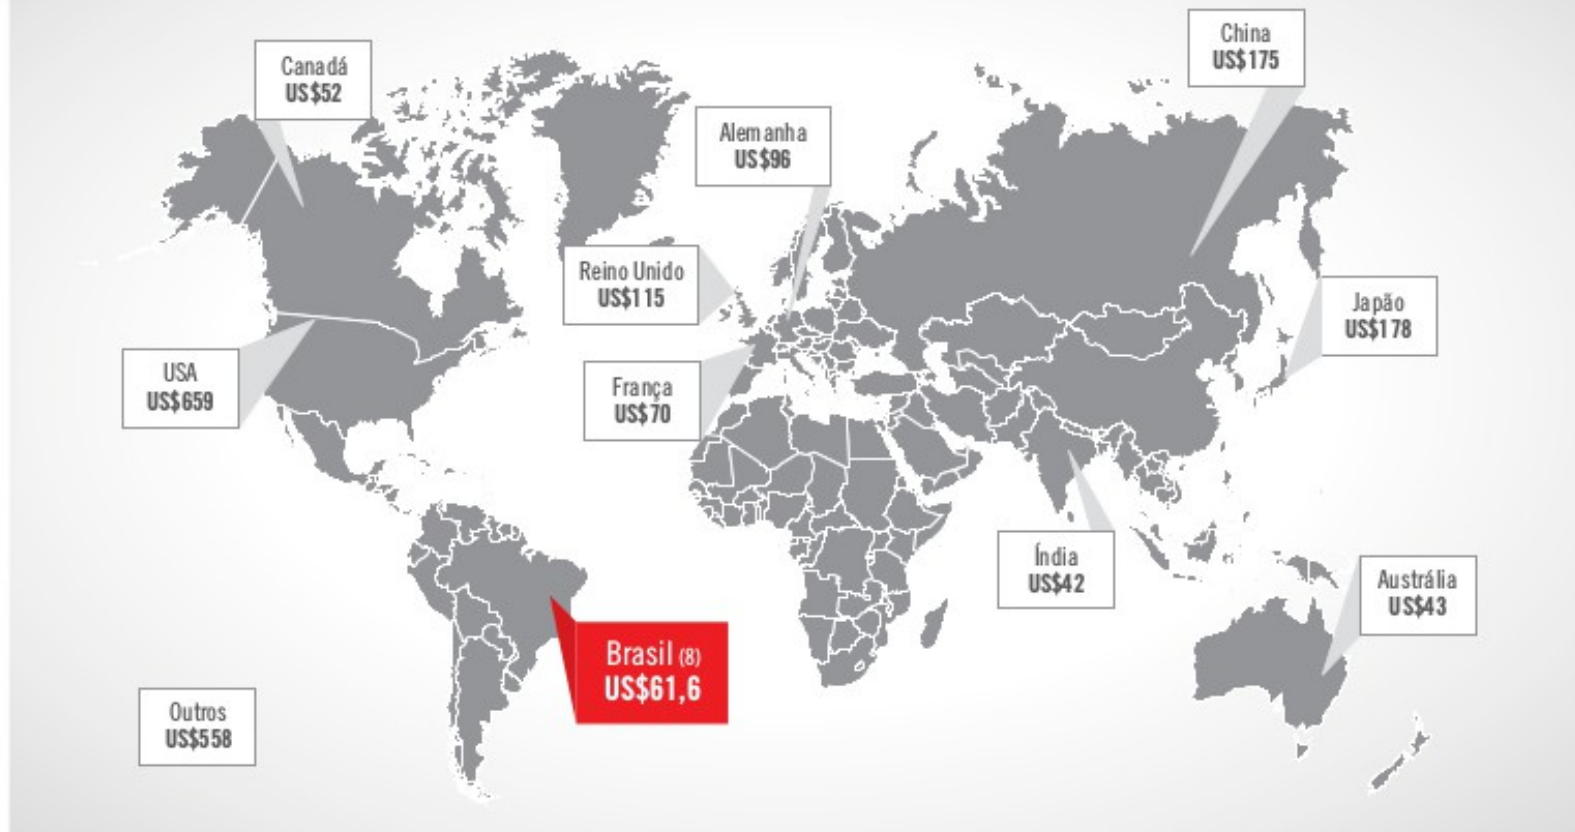 China
US$175
Canadá
US$52
Alemanha
US$96
Reino Unido
US$115
Japão
US$178
USA
US$659
França
US$70
Índia
US$42
Austrália
US$43
Brasil (8)
US$61,6
Outros
US$558